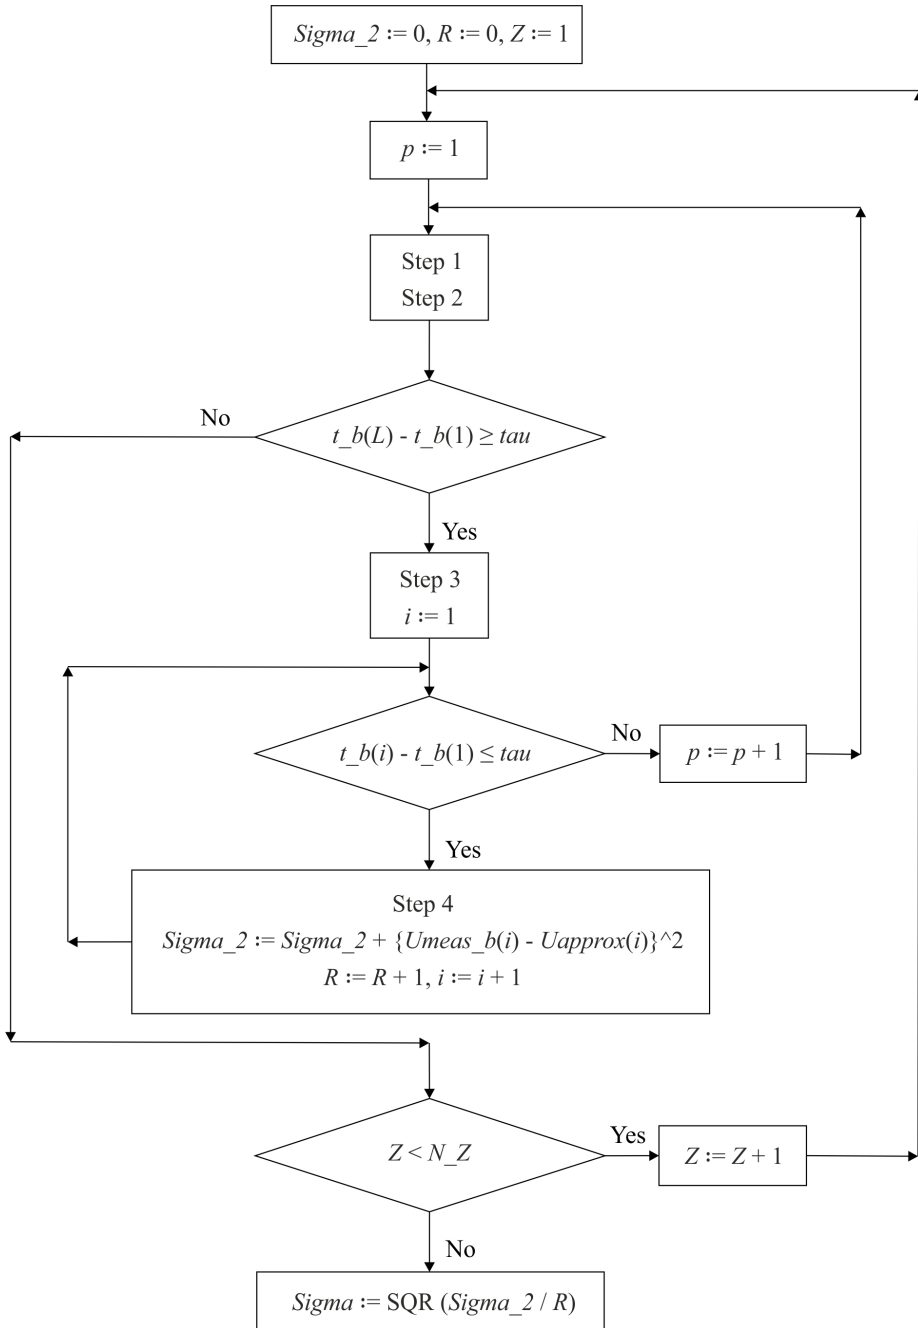 Sigma_2 := 0, R := 0, Z := 1
p := 1
Step 1
Step 2
No
t_b(L) - t_b(1) ≥ tau
Yes
Step 3
i := 1
t_b(i) - t_b(1) ≤ tau
No
p := p + 1
Yes
Step 4
Sigma_2 := Sigma_2 + {Umeas_b(i) - Uapprox(i)}^2
R := R + 1, i := i + 1
Z < N_Z
Yes
Z := Z + 1
No
Sigma := SQR (Sigma_2 / R)